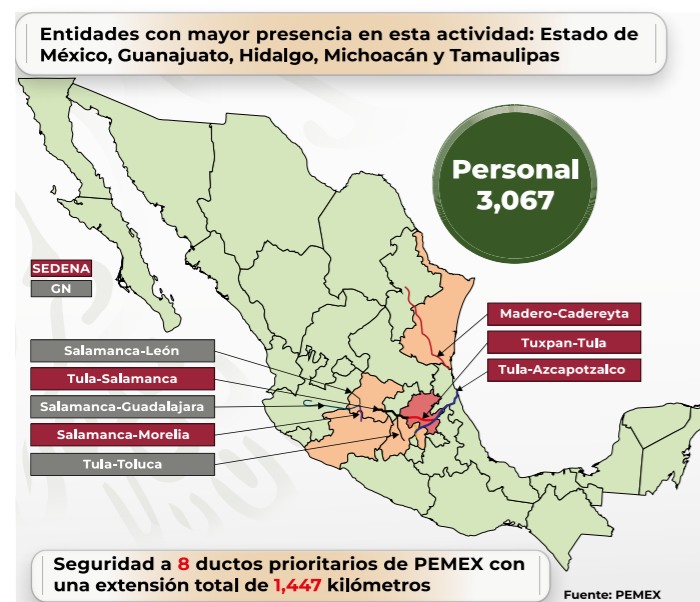 Entidades con mayor presencia en esta actividad: Estado de
México, Guanajuato, Hidalgo, Michoacán y Tamaulipas
Personal
3,067
SEDENA
GN
Salamanca-León
Tula-Salamanca
Salamanca-Guadalajara
Salamanca-Morelia
Tula-Toluca
Madero-Cadereyta
Tuxpan-Tula
Tula-Azcapotzalco
Seguridad a 8 ductos prioritarios de PEMEX con
una extensión total de 1,447 kilómetros
Fuente: PEMEX